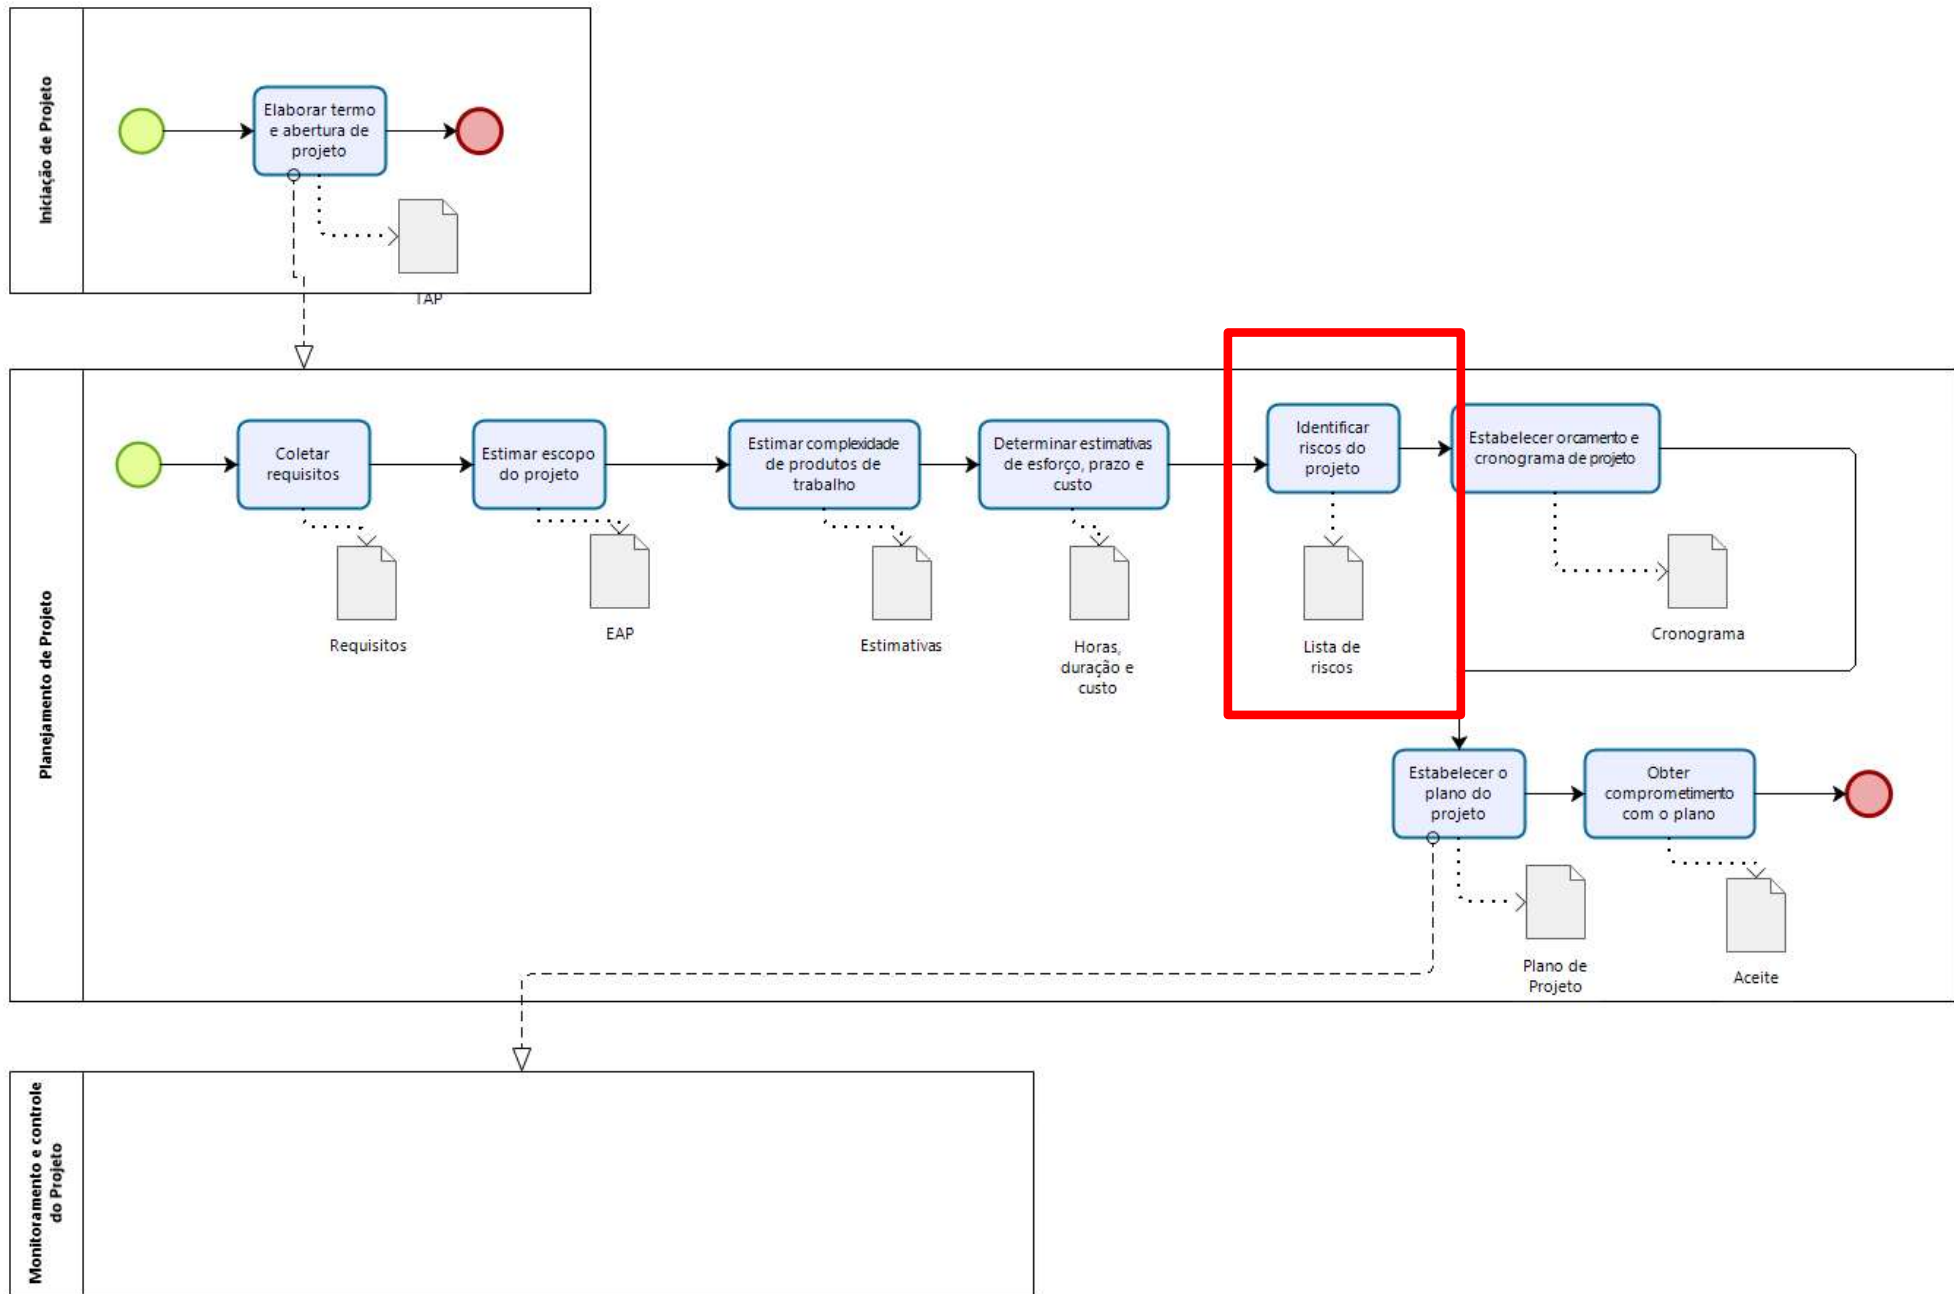 Iniciação de Projeto
Elaborar termo
e abertura de
projeto
TAP
Planejamento de Projeto
Coletar
requisitos
Requisitos
Estimar escopo
do projeto
EAP
Estimar complexidade
de produtos de
trabalho
Estimativas
Determinar estimativas
de esforço, prazo e
custo
Horas,
duração e
custo
Identificar
riscos do
projeto
Lista de
riscos
Estabelecer orcamento e
cronograma de projeto
Cronograma
Estabelecer o
plano do
projeto
Plano de
Projeto
Obter
comprometimento
com o plano
Aceite
Monitoramento e controle
do Projeto